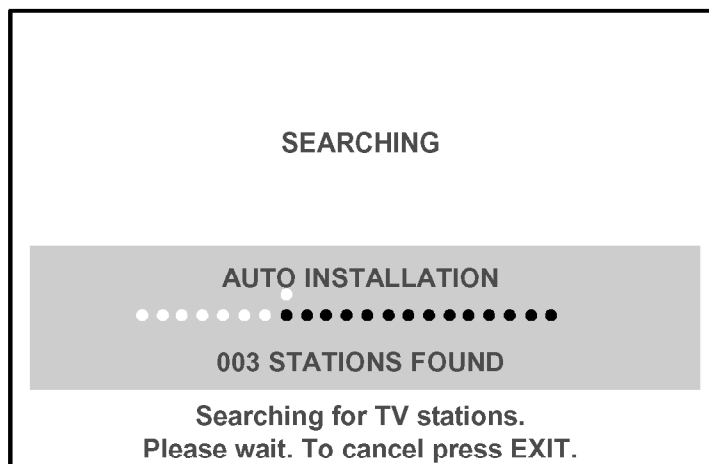 SEARCHING
AUTO INSTALLATION
003 STATIONS FOUND
Searching for TV stations.
Please wait. To cancel press EXIT.